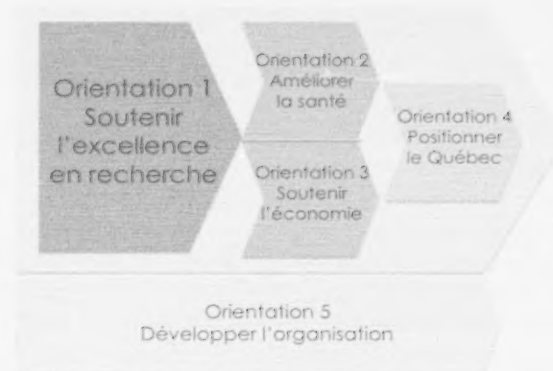 Orientation 1
Soutenir
l'excellence
en recherche
Orientation 2
Améliorer
la santé
Orientation 3
Soutenir
l'économie
Orientation 4
Positionner
le Québec
Orientation 5
Développer l'organisation